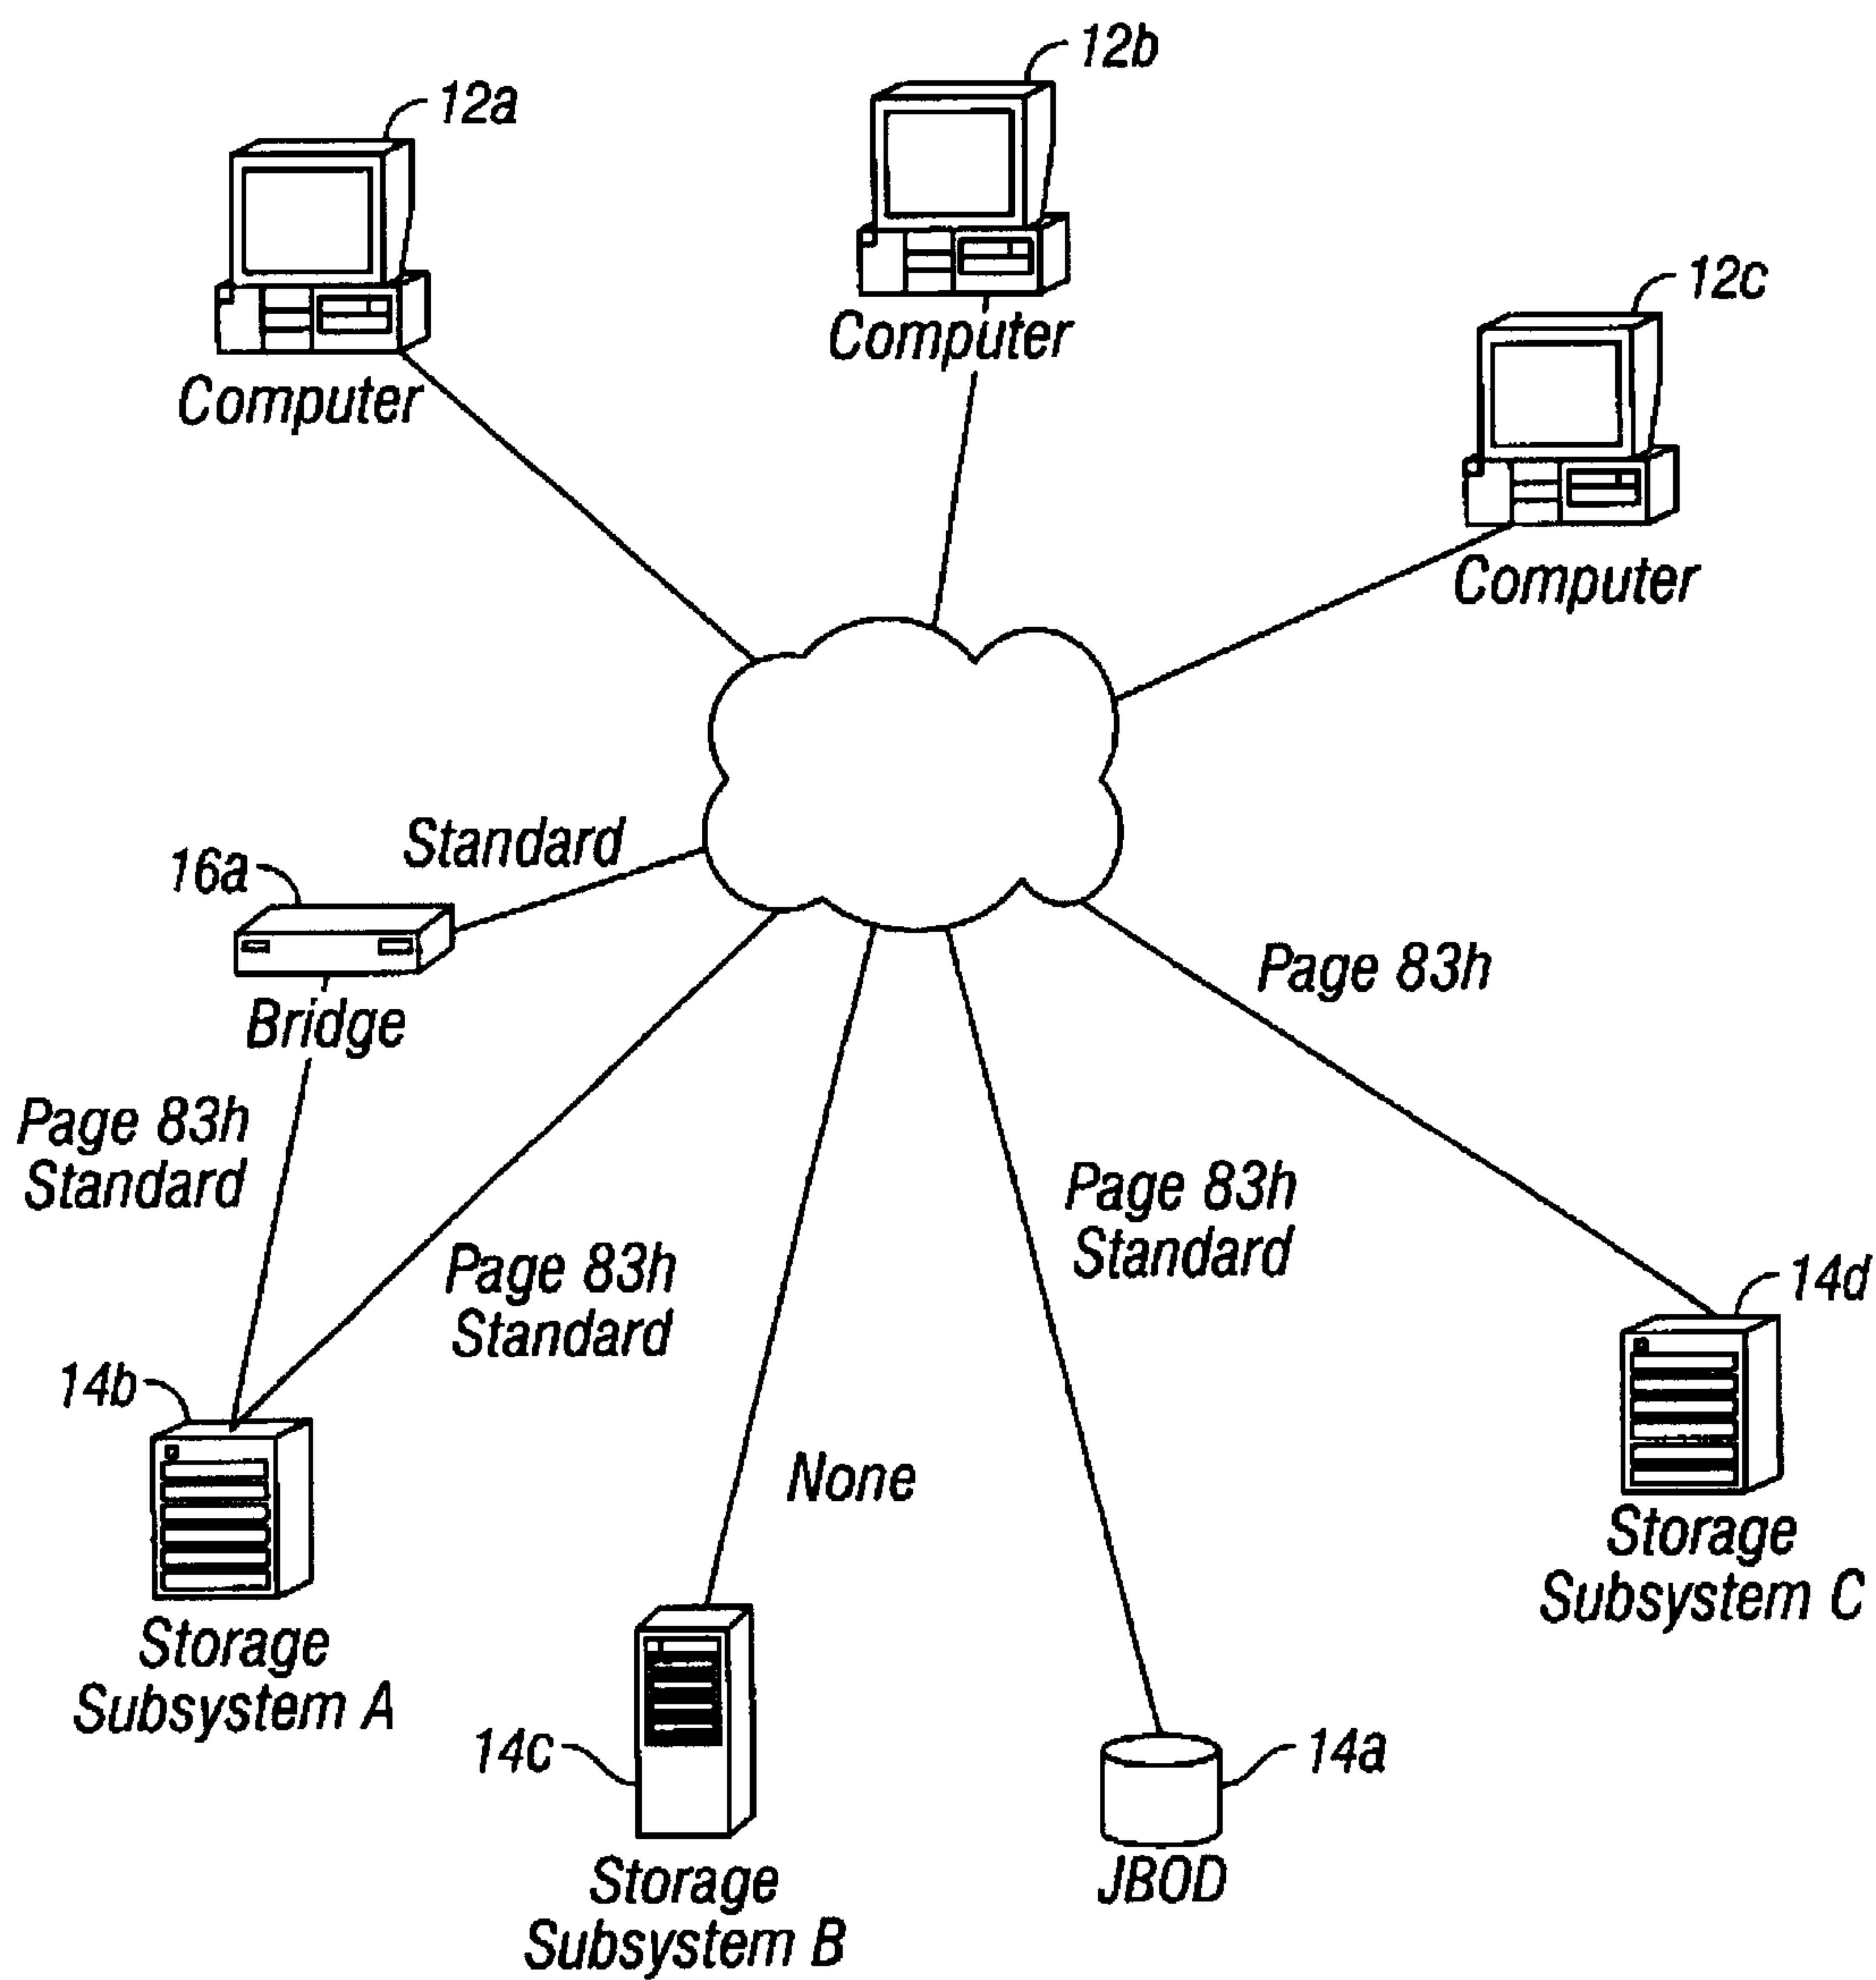 12b
12a
12c
Computer
Computer
Computer
Standard
16a
Page 83h
Bridge
Page 83h
Standard
Page 83h
Standard
Page 83h
Standard
14d
14b
None
Storage
Subsystem C
Storage
Subsystem A
14c
14a
Storage
Subsystem B
JBOD